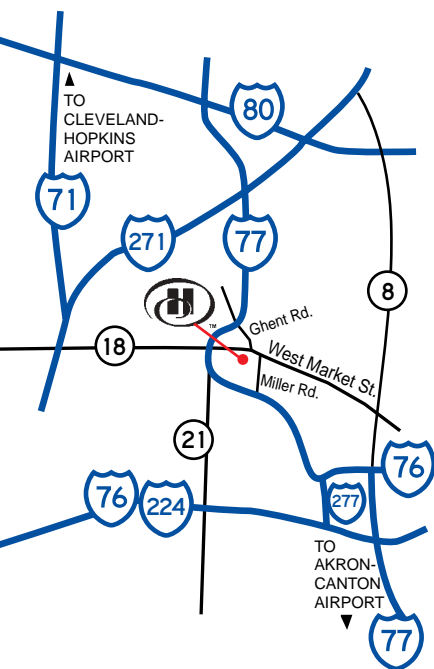 80
TO
CLEVELAND-
HOPKINS
AIRPORT
71
271
77
8
H
TM
Ghent Rd.
18
West Market St.
Miller Rd.
21
76
76
224
277
TO
AKRON-
CANTON
AIRPORT
77